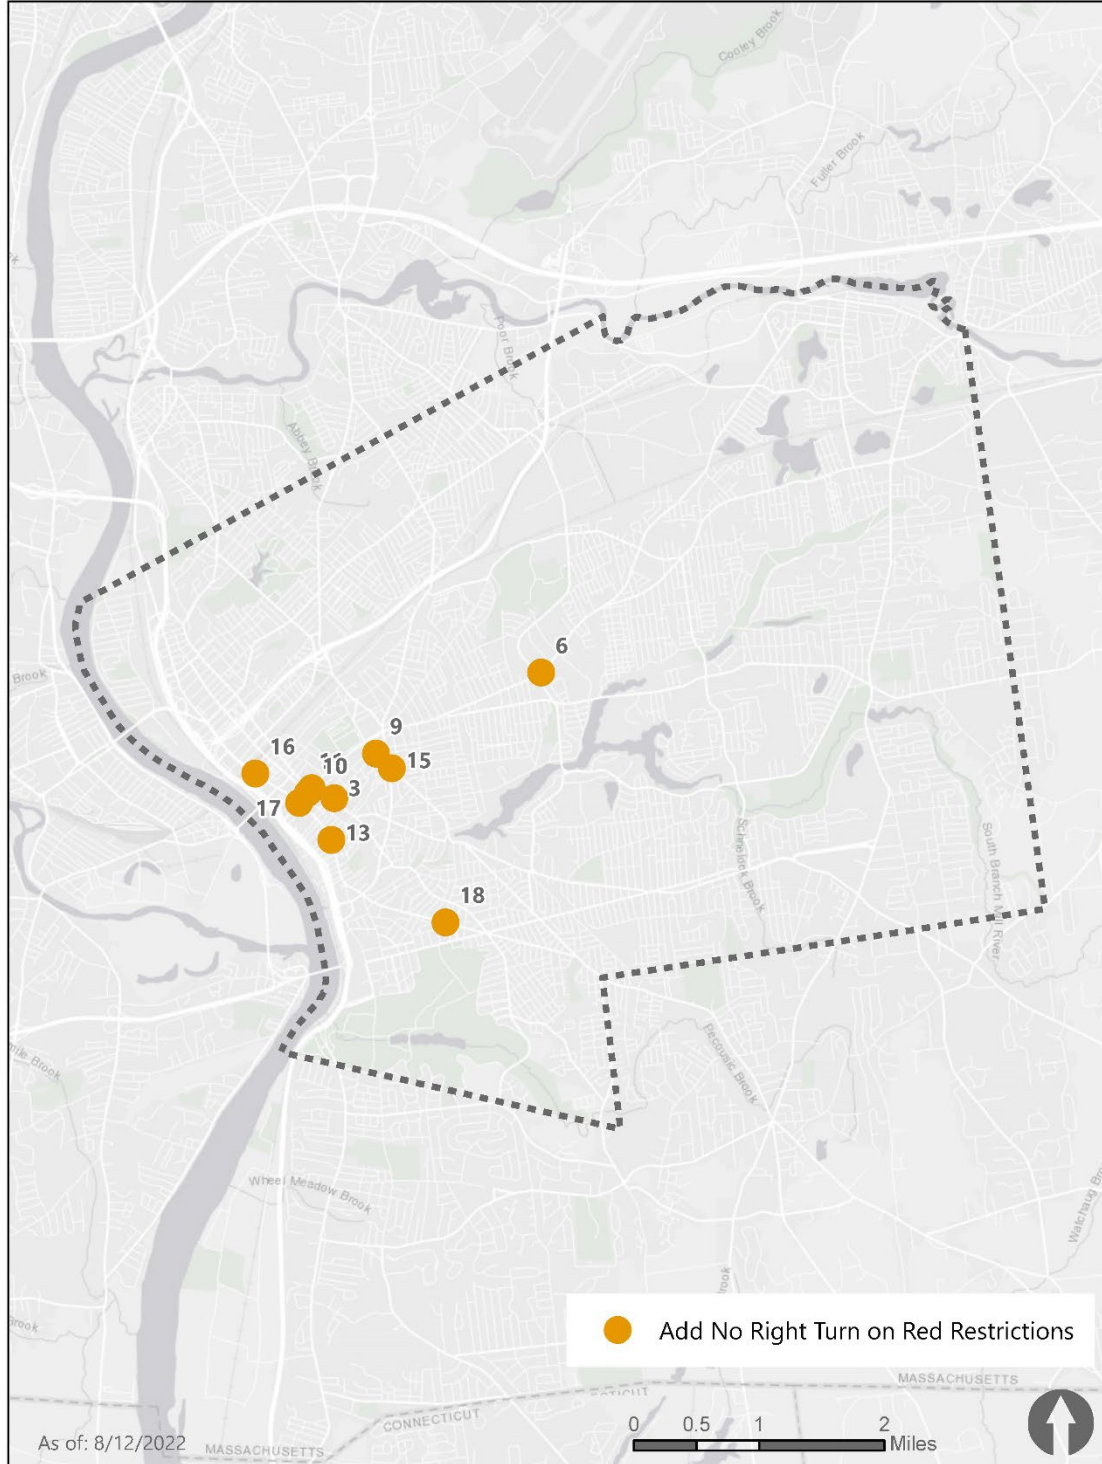 Cooley Brook
Fuller Brook
Poor Brook
Abbey Brook
Brook
6
9
16
15
10
3
17
13
18
Schneelock Brook
South Branch Mill River
Pecousic Brook
Brook
Wheel Meadow Brook
Brook
Brook
Add No Right Turn on Red Restrictions
MASSACHUSETTS
CONNECTICUT
0 0.5 1 2
Miles
As of: 8/12/2022
MASSACHUSETTS